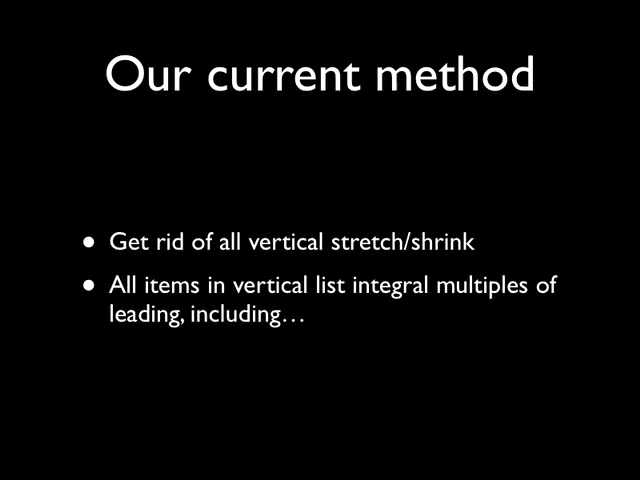 Our current method
• Get rid of all vertical stretch/shrink
• All items in vertical list integral multiples of
leading, including…